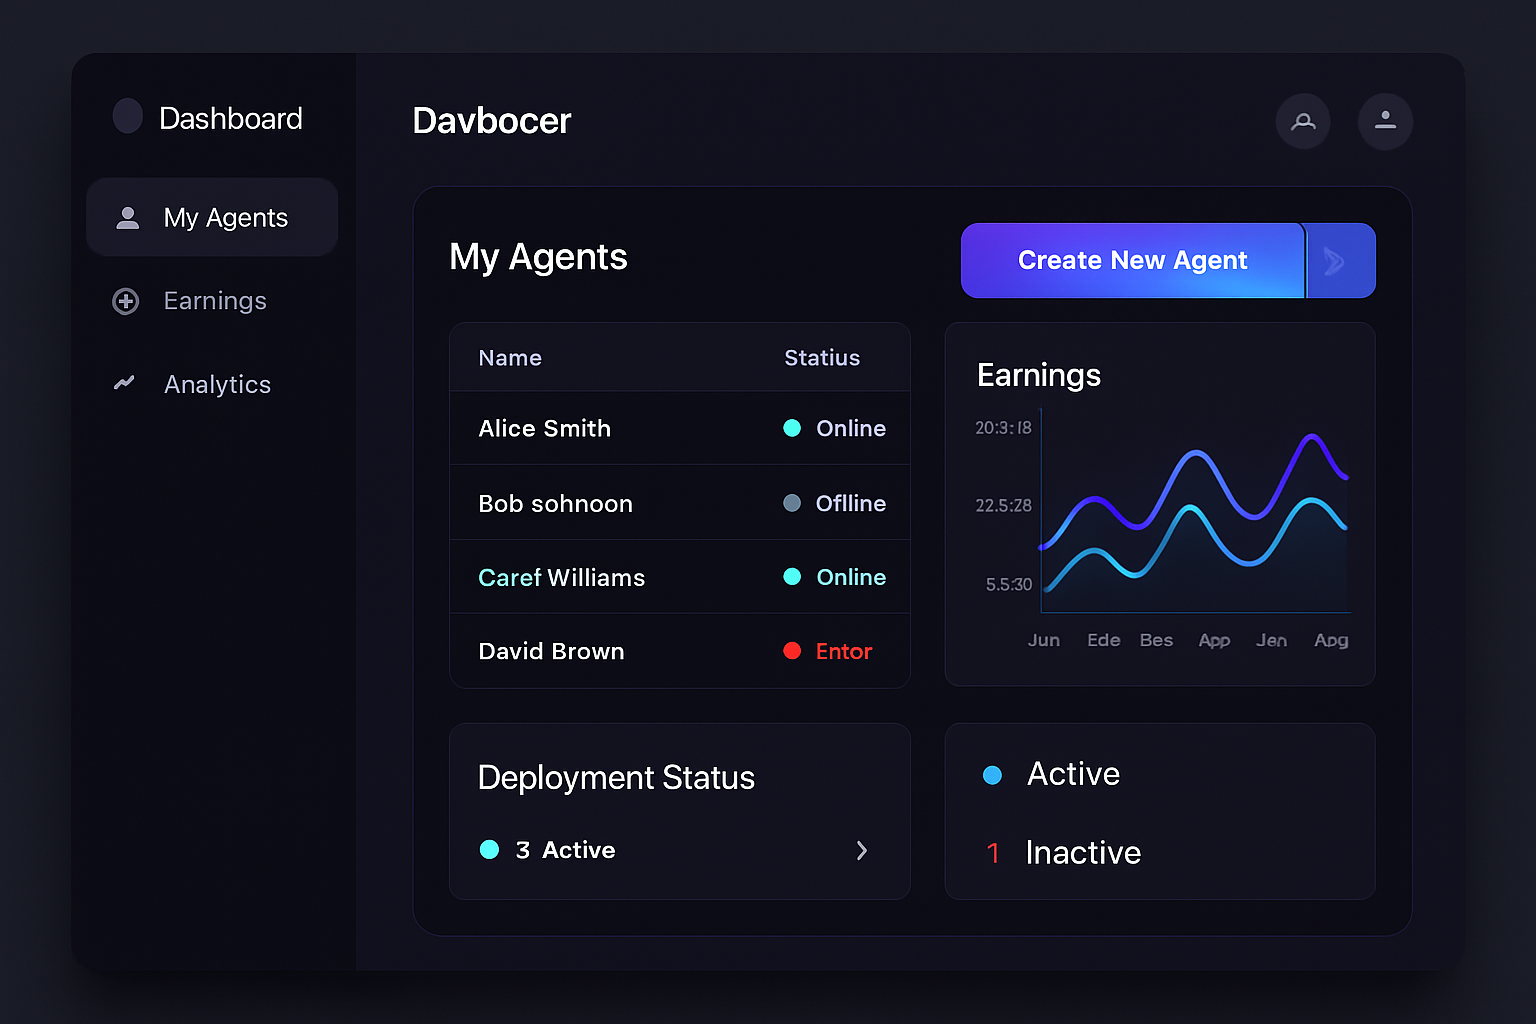 Dashboard
My Agents
Earnings
Analytics
Davbocer
My Agents
Create New Agent
Name Statius
Alice Smith Online
Bob sohnoon Oflline
Caref Williams Online
David Brown Entor
Earnings
20:3:18
22.5:28
5.5:30
Jun Ede Bes App Jen Apg
Deployment Status
3 Active
Active
1 Inactive